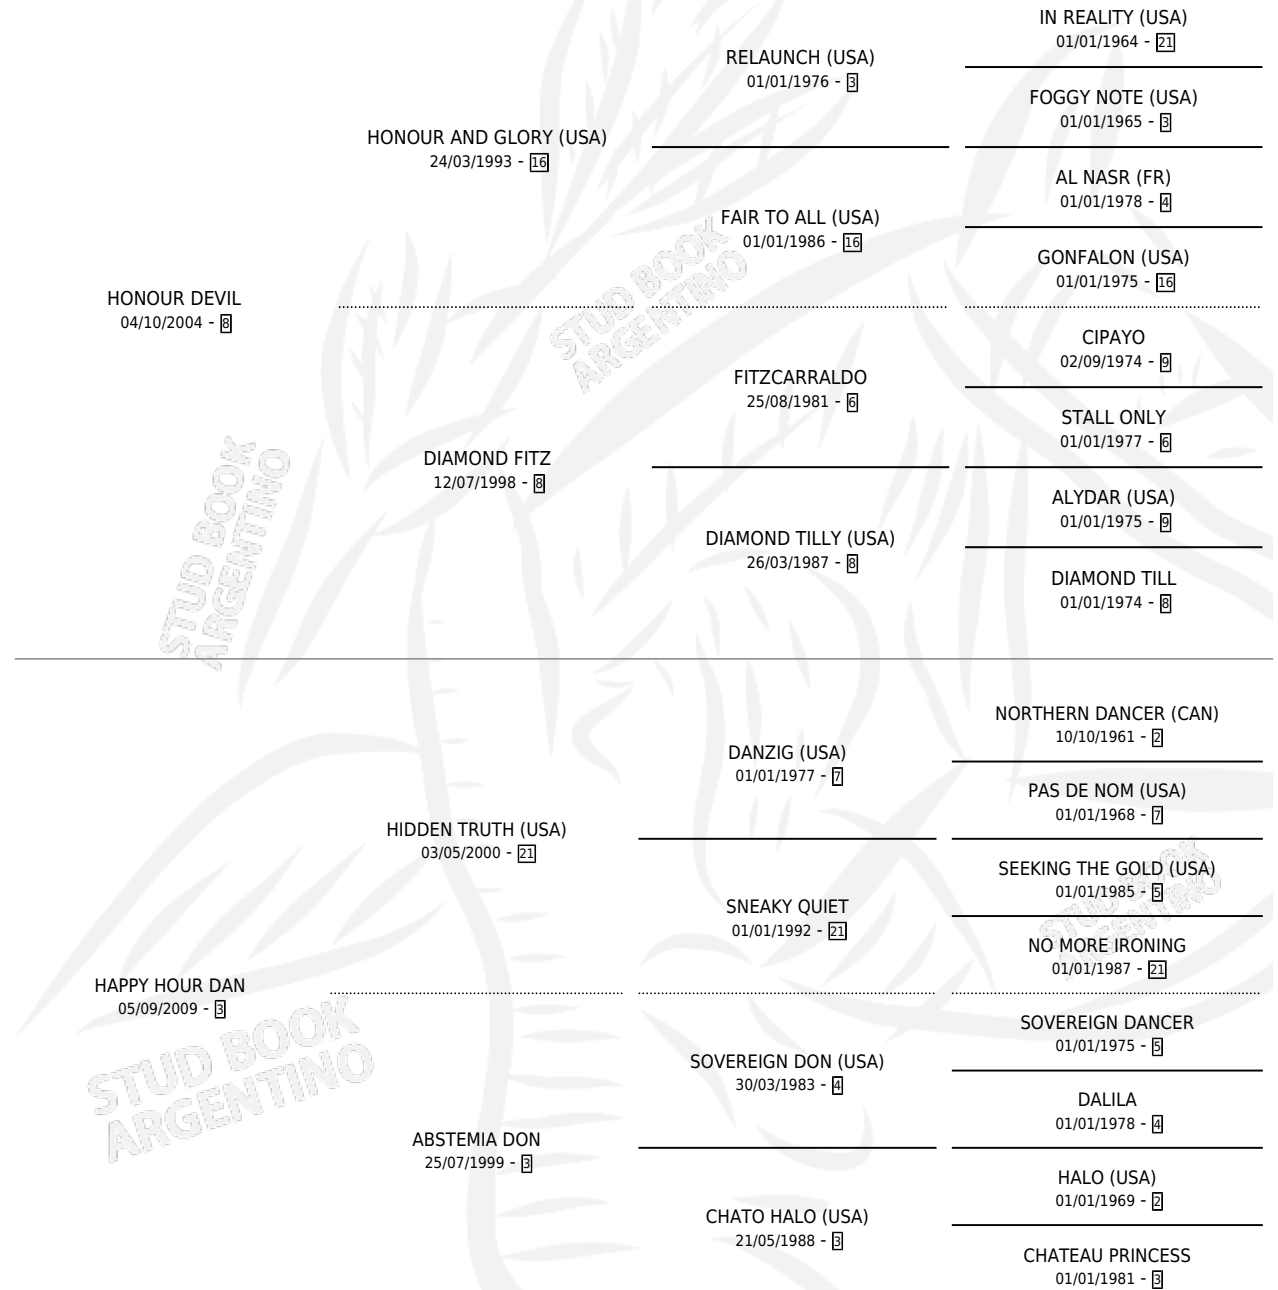 IN REALITY (USA)
01/01/1964 - 21
RELAUNCH (USA)
01/01/1976 - 3
FOGGY NOTE (USA)
01/01/1965 - 3
HONOUR AND GLORY (USA)
24/03/1993 - 16
AL NASR (FR)
01/01/1978 - 4
FAIR TO ALL (USA)
01/01/1986 - 16
GONFALON (USA)
01/01/1975 - 16
HONOUR DEVIL
04/10/2004 - 8
STUD BOOK
ARGENTINO
CIPAYO
02/09/1974 - 9
FITZCARRALDO
25/08/1981 - 6
STALL ONLY
01/01/1977 - 6
DIAMOND FITZ
12/07/1998 - 8
ALYDAR (USA)
01/01/1975 - 9
DIAMOND TILLY (USA)
26/03/1987 - 8
DIAMOND TILL
01/01/1974 - 8
STUD BOOK
ARGENTINO
NORTHERN DANCER (CAN)
10/10/1961 - 2
DANZIG (USA)
01/01/1977 - 7
PAS DE NOM (USA)
01/01/1968 - 7
HIDDEN TRUTH (USA)
03/05/2000 - 21
SEEKING THE GOLD (USA)
01/01/1985 - 5
SNEAKY QUIET
01/01/1992 - 21
STUD BOOK
ARGENTINO
NO MORE IRONING
01/01/1987 - 21
HAPPY HOUR DAN
05/09/2009 - 3
STUD BOOK
ARGENTINO
SOVEREIGN DANCER
01/01/1975 - 5
SOVEREIGN DON (USA)
30/03/1983 - 4
DALILA
01/01/1978 - 4
ABSTEMIA DON
25/07/1999 - 3
HALO (USA)
01/01/1969 - 2
CHATO HALO (USA)
21/05/1988 - 3
CHATEAU PRINCESS
01/01/1981 - 3